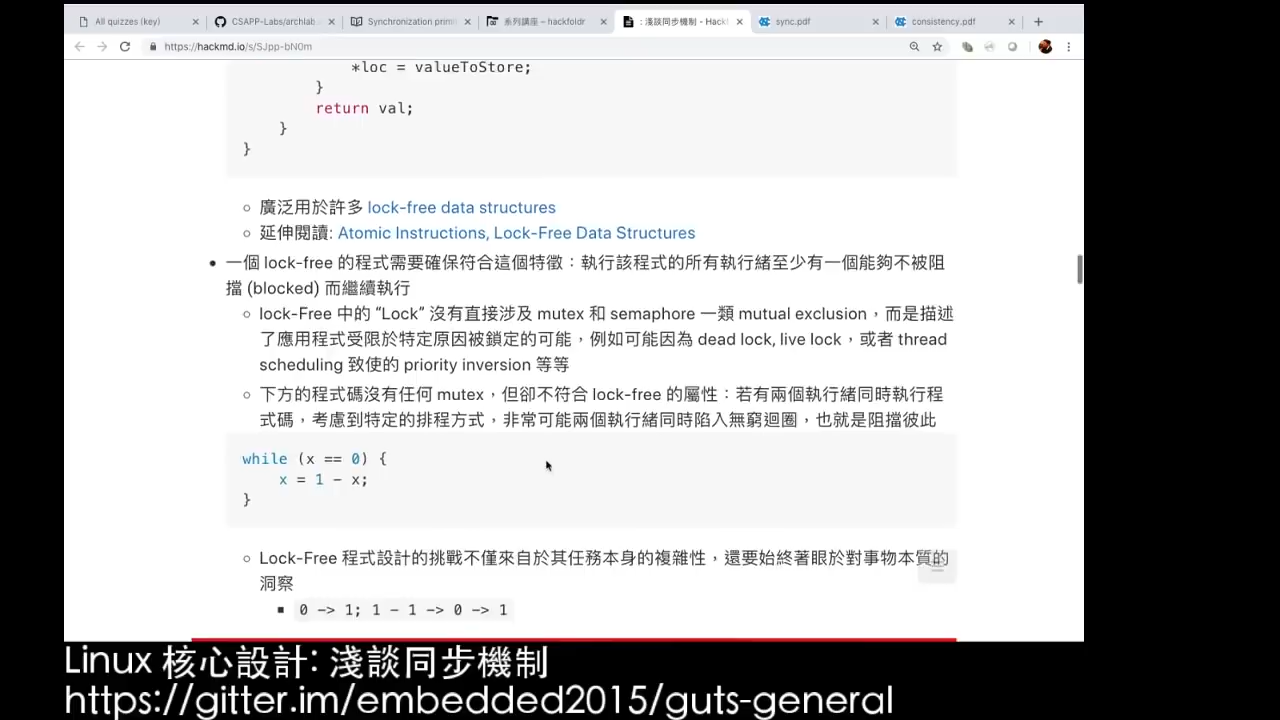 All quizzes (key)
CSAPP-Labs/archlab
Synchronization primi
系列講座 – hackfoldr
: 淺談同步機制 - Hack
sync.pdf
consistency.pdf
https://hackmd.io/s/SJpp-bN0m
*loc = valueToStore;
}
return val;
}
}
廣泛用於許多 lock-free data structures
延伸閱讀: Atomic Instructions, Lock-Free Data Structures
一個 lock-free 的程式需要確保符合這個特徵：執行該程式的所有執行緒至少有一個能夠不被阻
擋 (blocked) 而繼續執行
lock-Free 中的 “Lock” 沒有直接涉及 mutex 和 semaphore 一類 mutual exclusion，而是描述
了應用程式受限於特定原因被鎖定的可能，例如可能因為 dead lock, live lock，或者 thread
scheduling 致使的 priority inversion 等等
下方的程式碼沒有任何 mutex，但卻不符合 lock-free 的屬性：若有兩個執行緒同時執行程
式碼，考慮到特定的排程方式，非常可能兩個執行緒同時陷入無窮迴圈，也就是阻擋彼此
while (x == 0) {
x = 1 - x;
}
Lock-Free 程式設計的挑戰不僅來自於其任務本身的複雜性，還要始終著眼於對事物本質的
洞察
0 -> 1; 1 - 1 -> 0 -> 1
Linux 核心設計: 淺談同步機制
https://gitter.im/embedded2015/guts-general